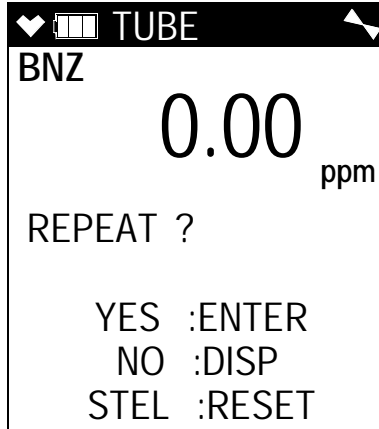 TUBE
BNZ
0.00
ppm
REPEAT ?
YES :ENTER
NO :DISP
STEL :RESET